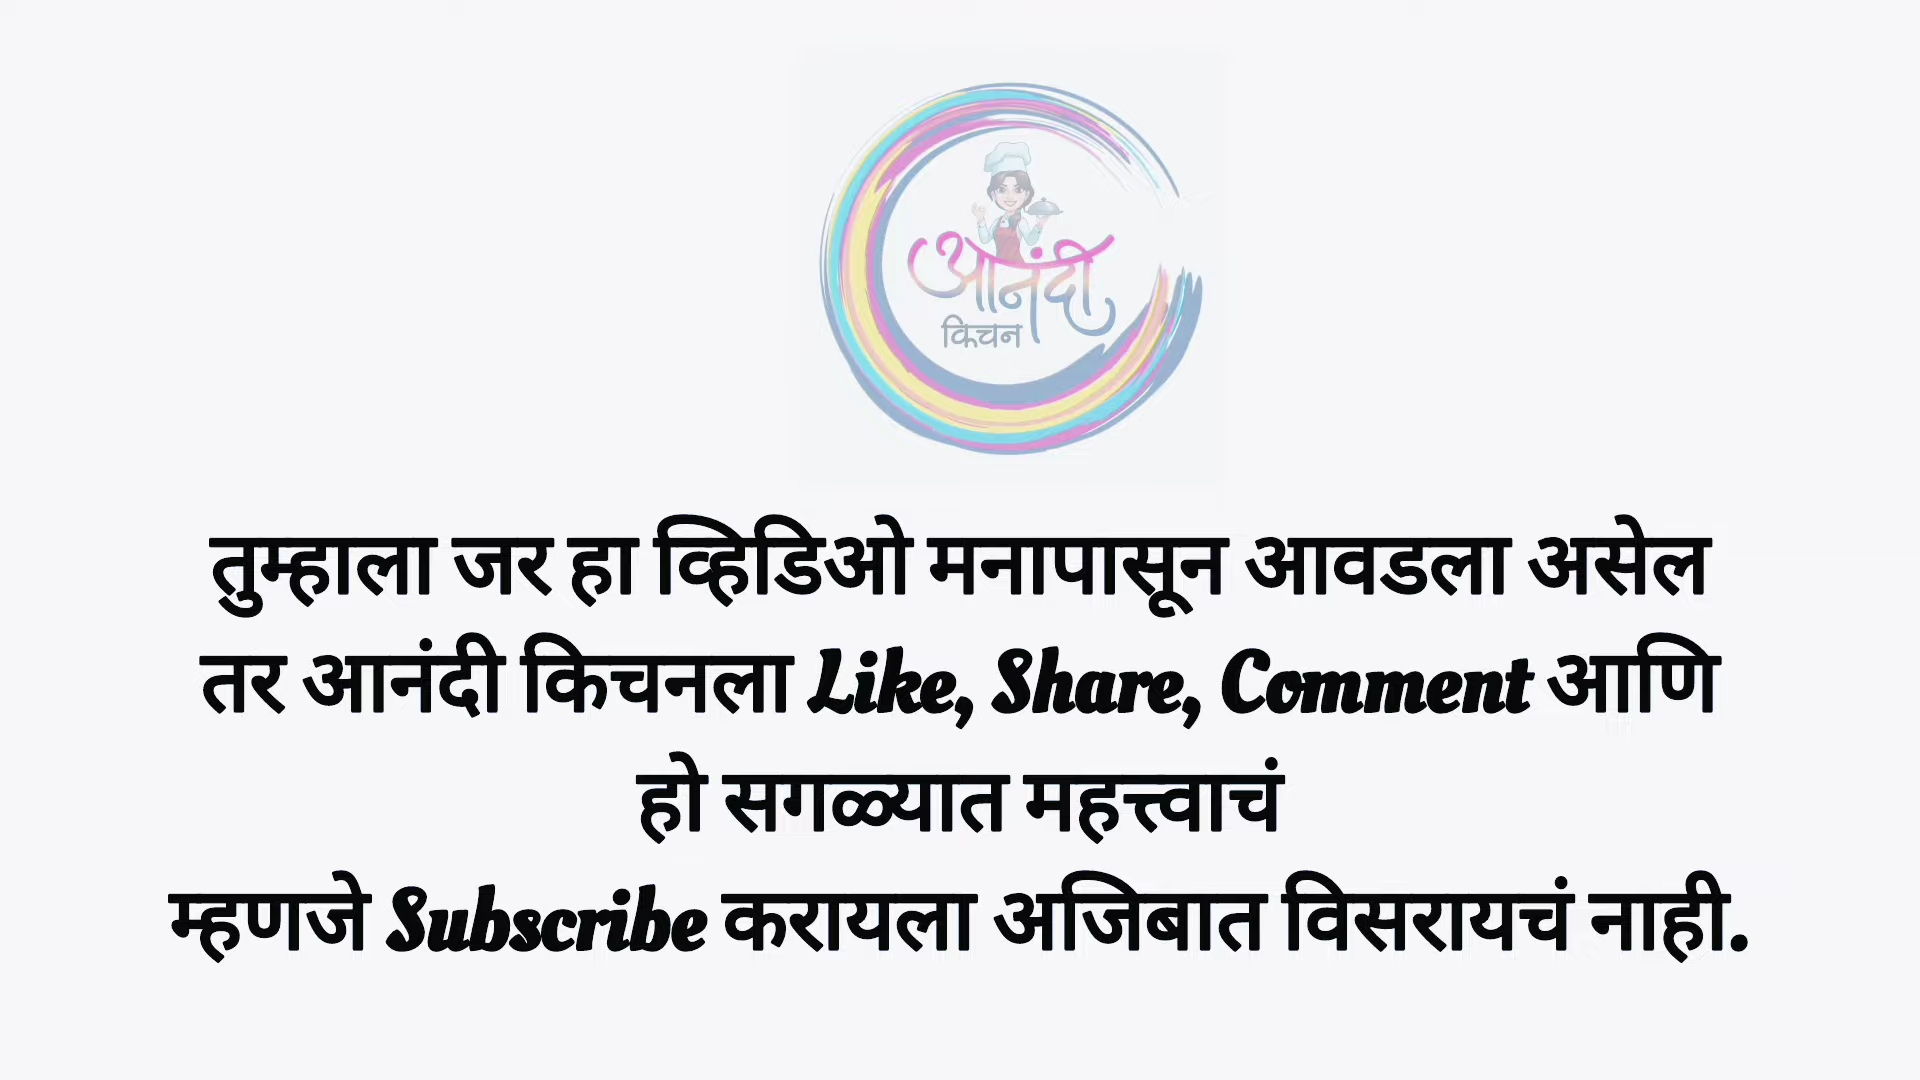 आनंदी
किचन
तुम्हाला जर हा व्हिडिओ मनापासून आवडला असेल
तर आनंदी किचनला Like, Share, Comment आणि
हो सगळ्यात महत्त्वाचं
म्हणजे Subscribe करायला अजिबात विसरायचं नाही.